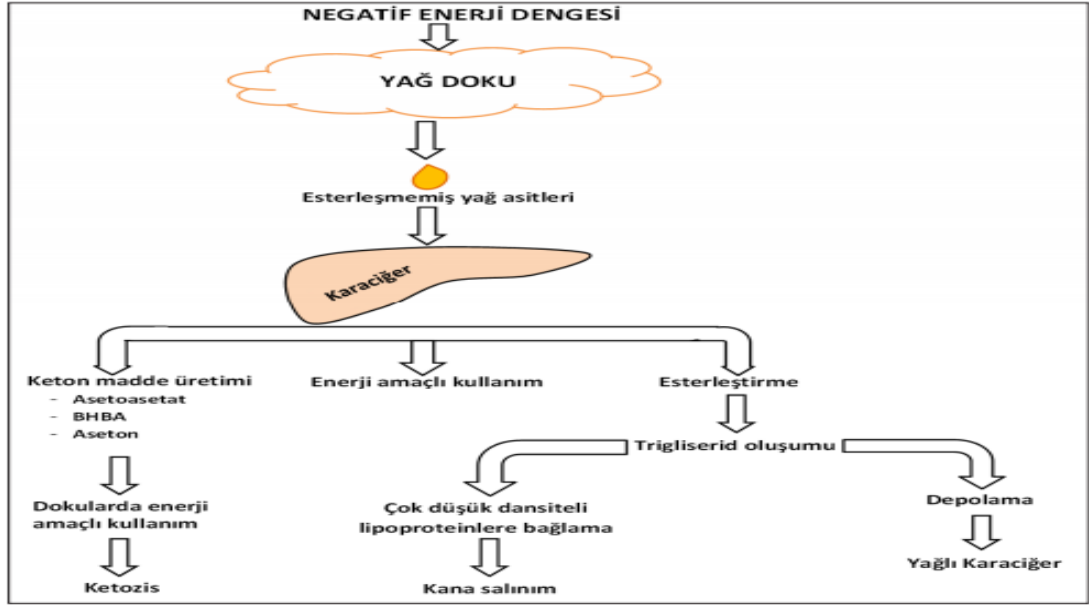 NEGATİF ENERJİ DENGESİ
YAĞ DOKU
Esterleşmemiş yağ asitleri
Karaciğer
Keton madde üretimi
- Asetoasetat
- BHBA
- Aseton
Enerji amaçlı kullanım
Esterleştirme
Trigliserid oluşumu
Dokularda enerji
amaçlı kullanım
Çok düşük dansiteli
lipoproteinlere bağlama
Depolama
Ketozis
Kana salınım
Yağlı Karaciğer